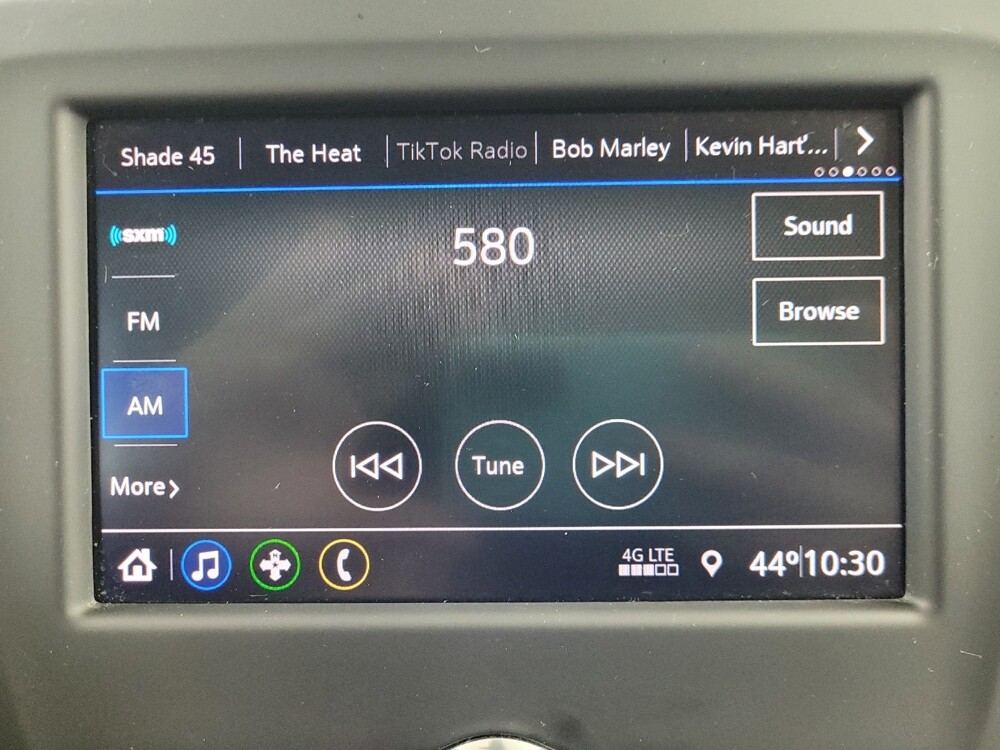 Shade 45 | The Heat | TikTok Radio | Bob Marley | Kevin Hart'... |
sxm
580
Sound
FM
Browse
AM
Tune
More
N
4G LTE
44°|10:30